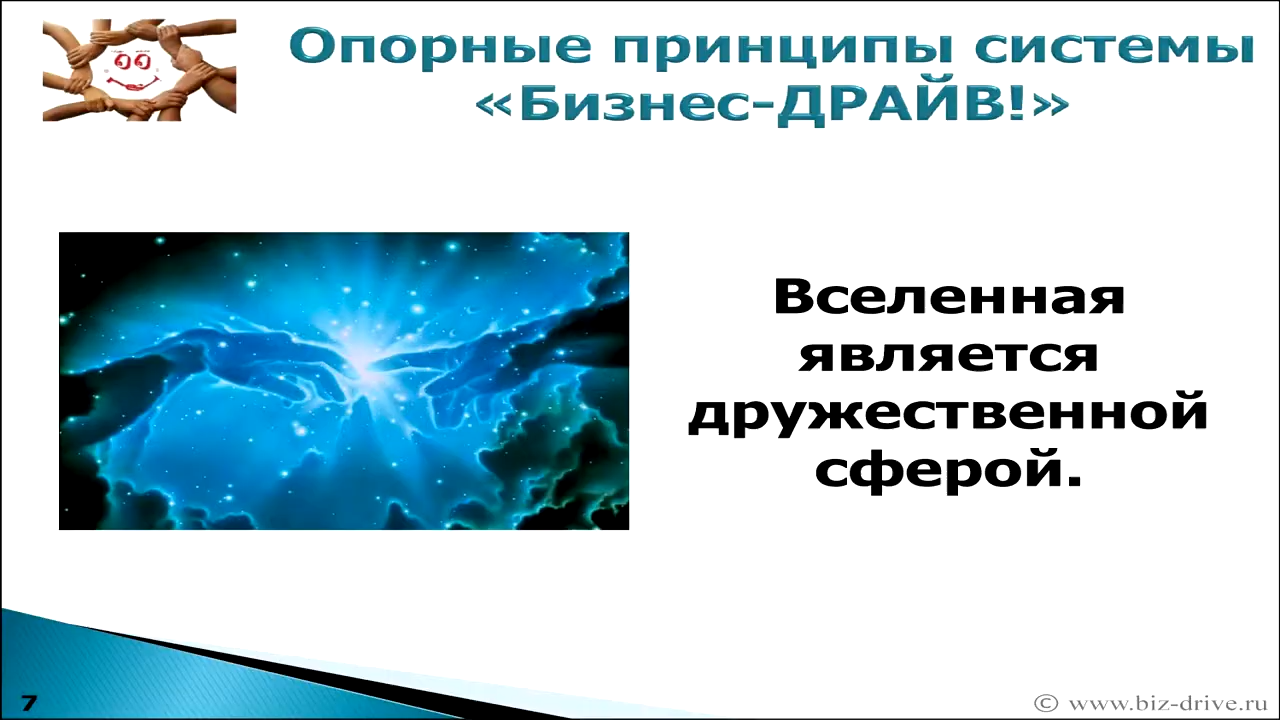 Опорные принципы системы
«Бизнес-ДРАЙВ!»
Вселенная
является
дружественной
сферой.
7
© www.biz-drive.ru